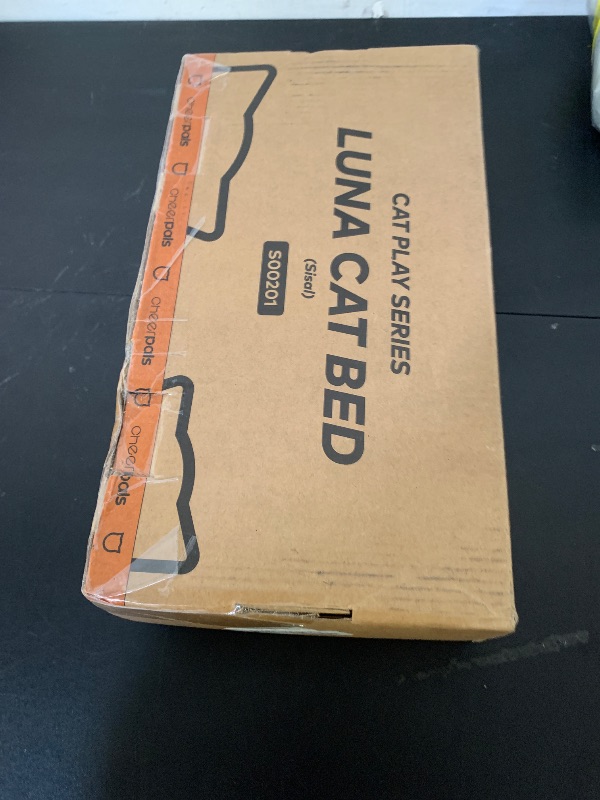 CAT PLAY SERIES
LUNA CAT BED
(Sisal)
S00201
cheerpals
cheerpals
cheerpals
cheerpals